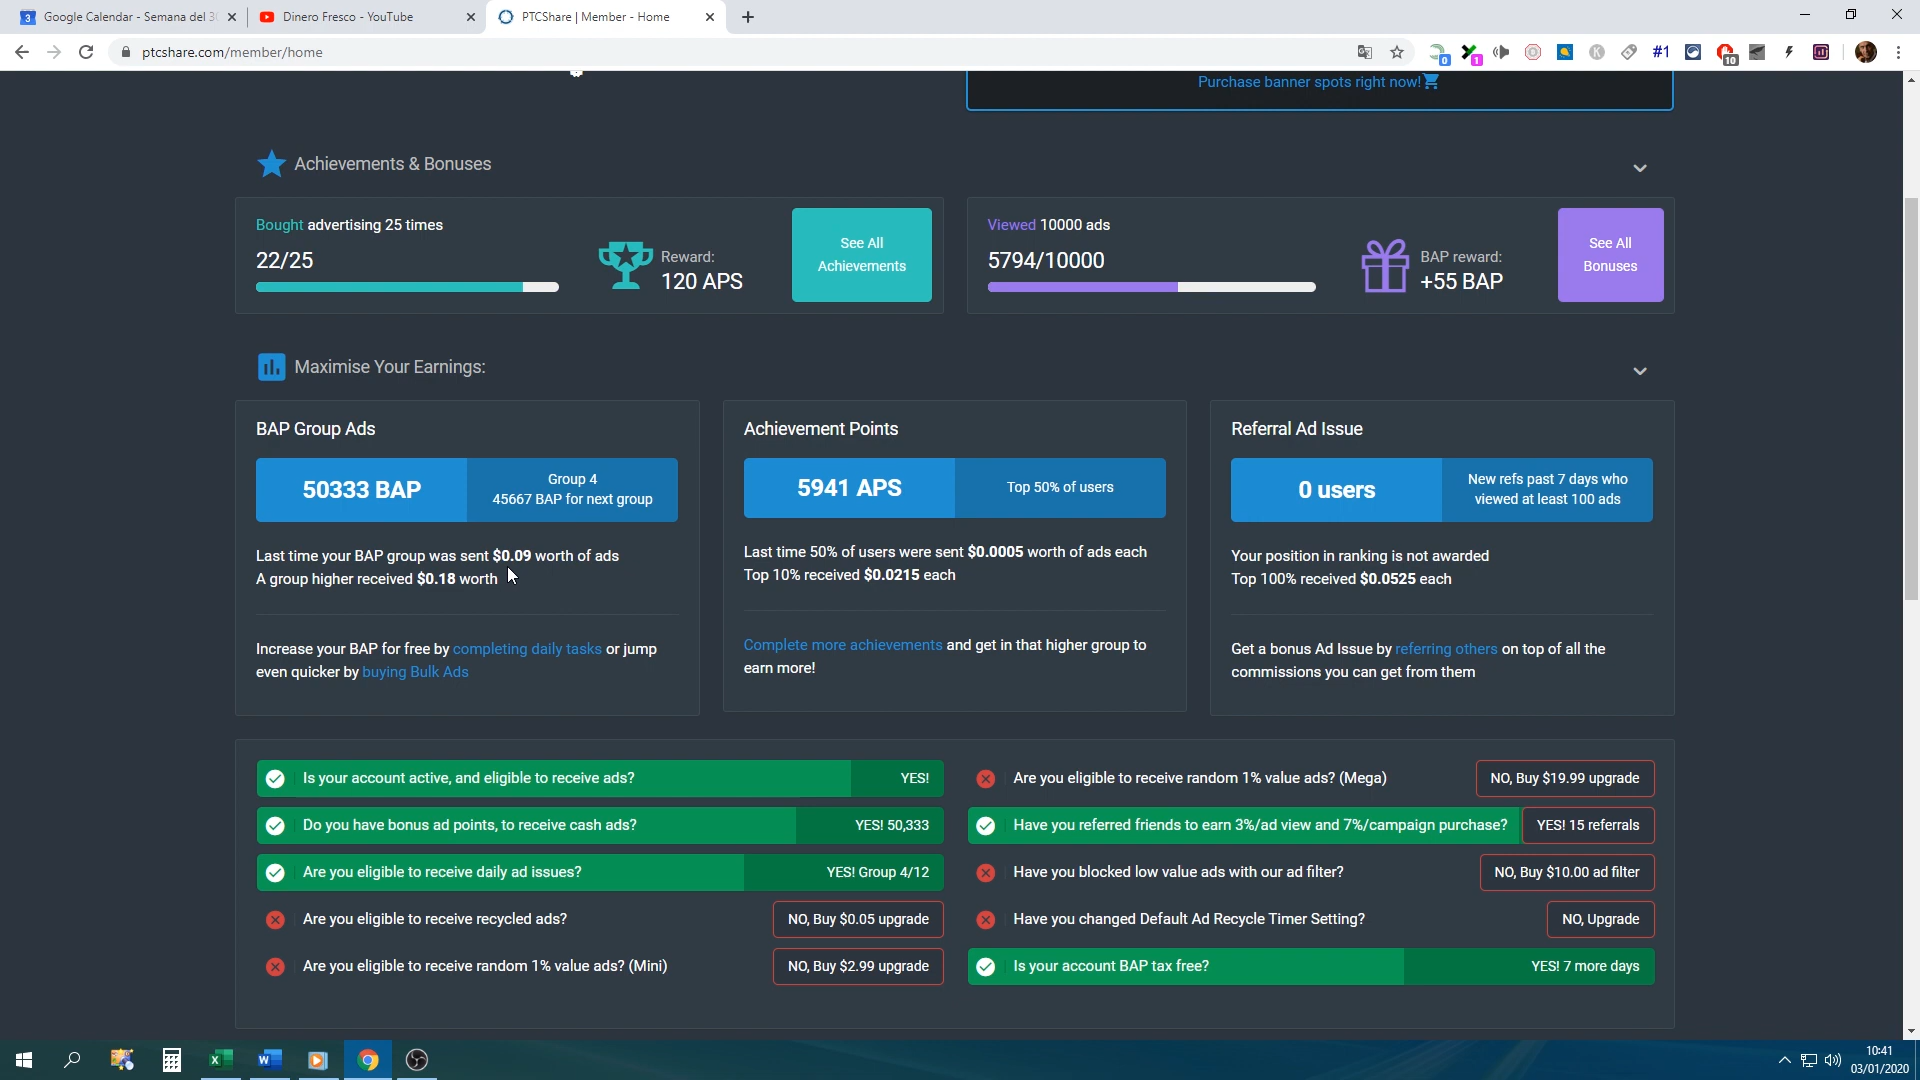 3 Google Calendar - Semana del 30
Dinero Fresco - YouTube
PTCShare | Member - Home
ptcshare.com/member/home
0
1
K
#1
10
Purchase banner spots right now!
Achievements & Bonuses
Bought advertising 25 times
22/25
Reward:
120 APS
See All
Achievements
Viewed 10000 ads
5794/10000
BAP reward:
+55 BAP
See All
Bonuses
Maximise Your Earnings:
BAP Group Ads
50333 BAP
Group 4
45667 BAP for next group
Last time your BAP group was sent $0.09 worth of ads
A group higher received $0.18 worth
Increase your BAP for free by completing daily tasks or jump
even quicker by buying Bulk Ads
Achievement Points
5941 APS
Top 50% of users
Last time 50% of users were sent $0.0005 worth of ads each
Top 10% received $0.0215 each
Complete more achievements and get in that higher group to
earn more!
Referral Ad Issue
0 users
New refs past 7 days who
viewed at least 100 ads
Your position in ranking is not awarded
Top 100% received $0.0525 each
Get a bonus Ad Issue by referring others on top of all the
commissions you can get from them
Is your account active, and eligible to receive ads? YES!
Do you have bonus ad points, to receive cash ads? YES! 50,333
Are you eligible to receive daily ad issues? YES! Group 4/12
Are you eligible to receive recycled ads? NO, Buy $0.05 upgrade
Are you eligible to receive random 1% value ads? (Mini) NO, Buy $2.99 upgrade
Are you eligible to receive random 1% value ads? (Mega) NO, Buy $19.99 upgrade
Have you referred friends to earn 3%/ad view and 7%/campaign purchase? YES! 15 referrals
Have you blocked low value ads with our ad filter? NO, Buy $10.00 ad filter
Have you changed Default Ad Recycle Timer Setting? NO, Upgrade
Is your account BAP tax free? YES! 7 more days
10:41
03/01/2020